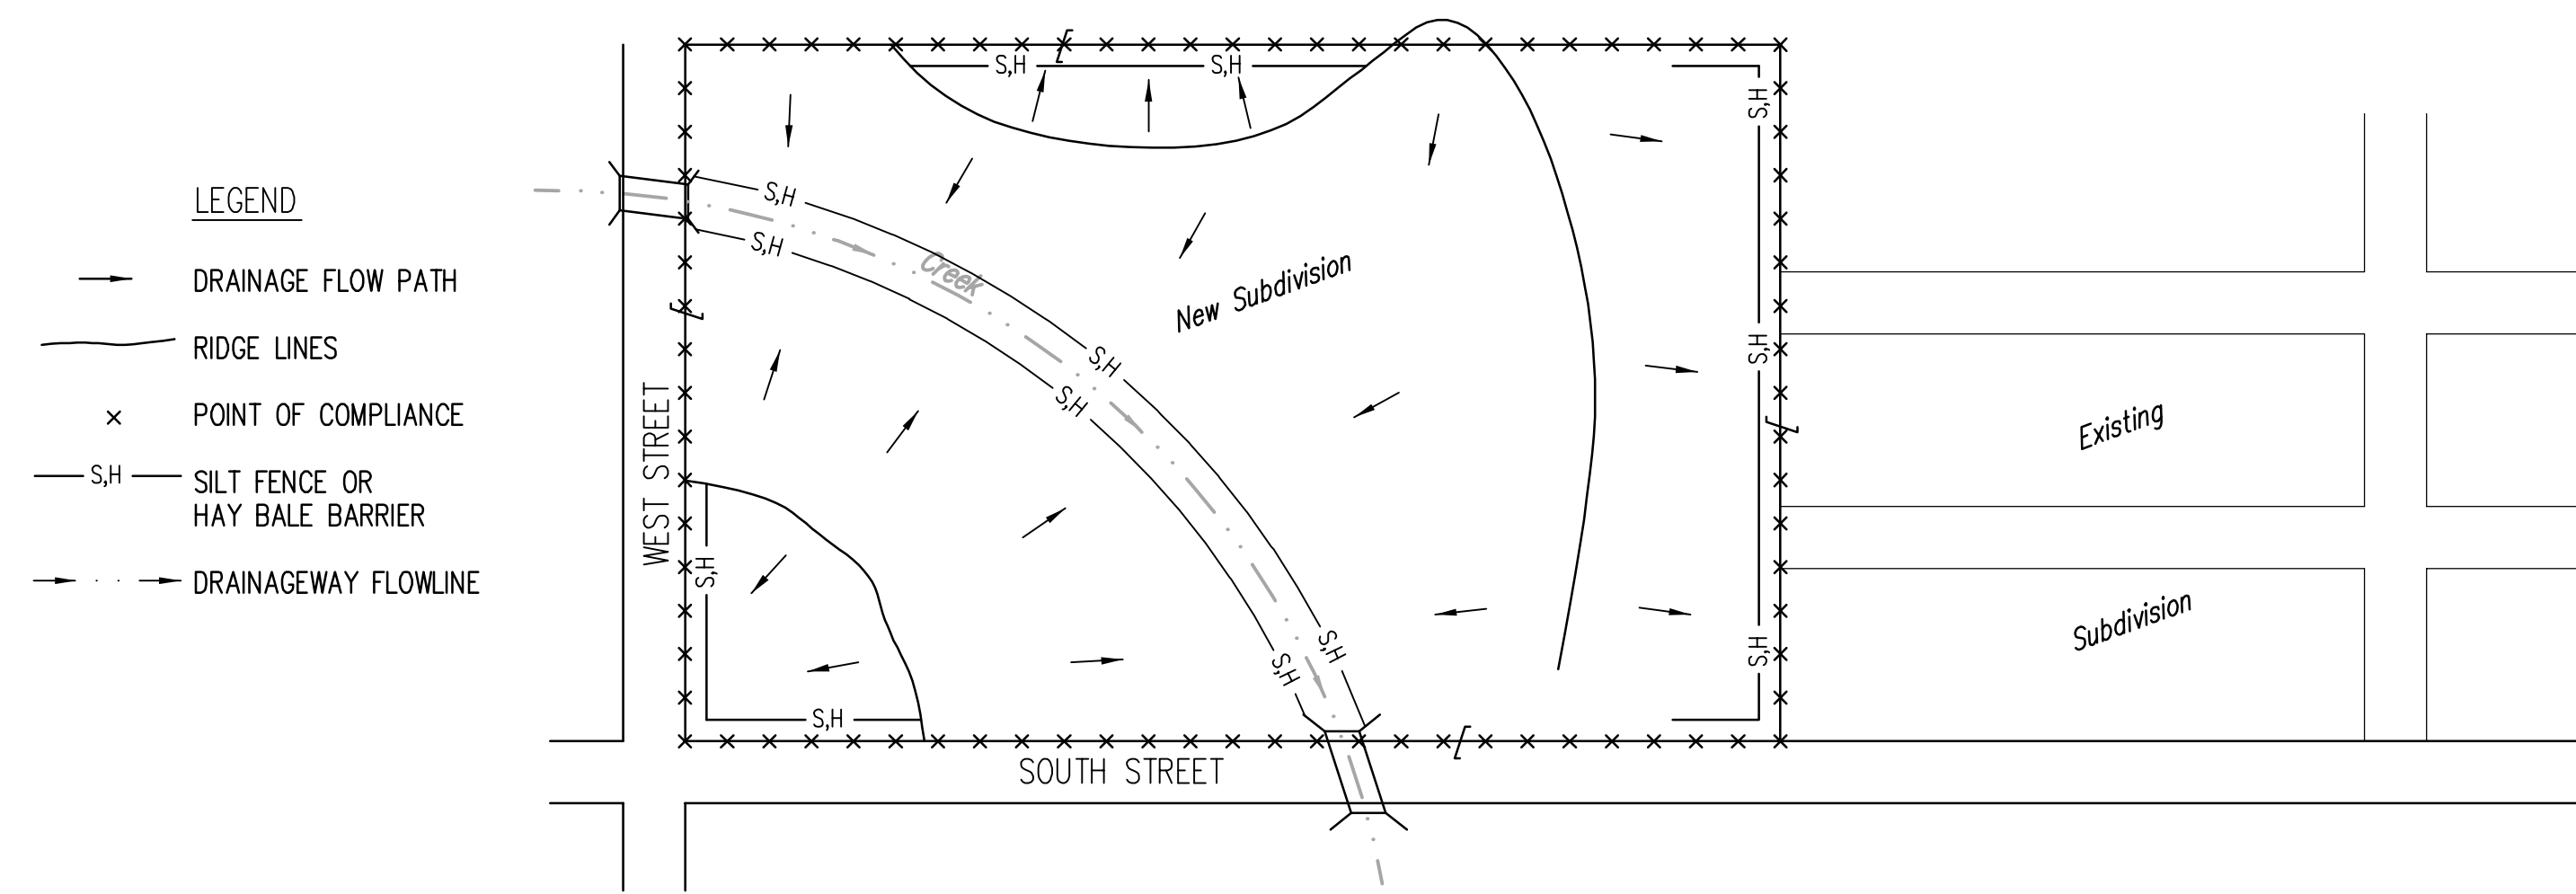 LEGEND
DRAINAGE FLOW PATH
RIDGE LINES
POINT OF COMPLIANCE
S,H
SILT FENCE OR
HAY BALE BARRIER
DRAINAGEWAY FLOWLINE
S,H
S,H
S,H
S,H
S,H
Creek
New Subdivision
S,H
S,H
S,H
WEST STREET
Existing
S,H
Subdivision
S,H
S,H
S,H
S,H
SOUTH STREET